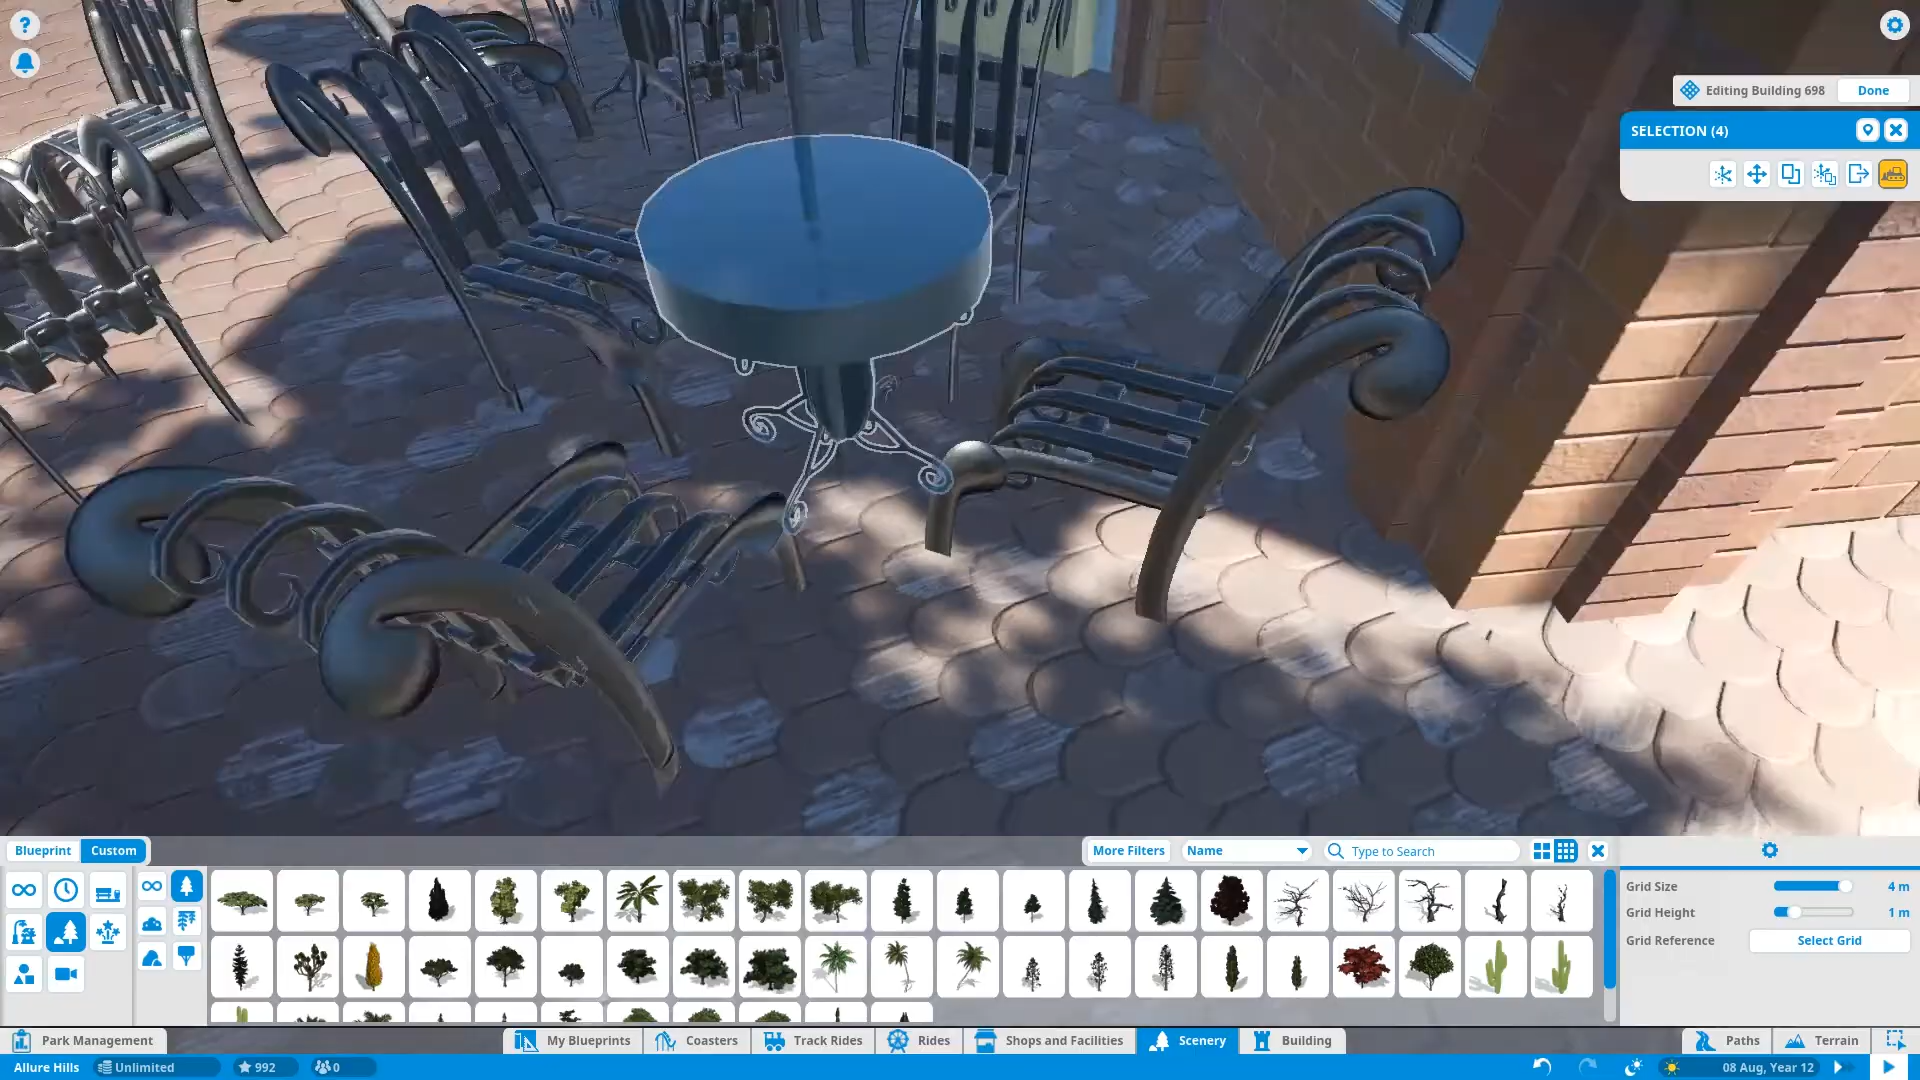 ?
Editing Building 698
Done
SELECTION (4)
Blueprint
Custom
More Filters
Name
Type to Search
Grid Size
4 m
Grid Height
1 m
Grid Reference
Select Grid
Park Management
My Blueprints
Coasters
Track Rides
Rides
Shops and Facilities
Scenery
Building
Paths
Terrain
Allure Hills
Unlimited
992
0
08 Aug, Year 12